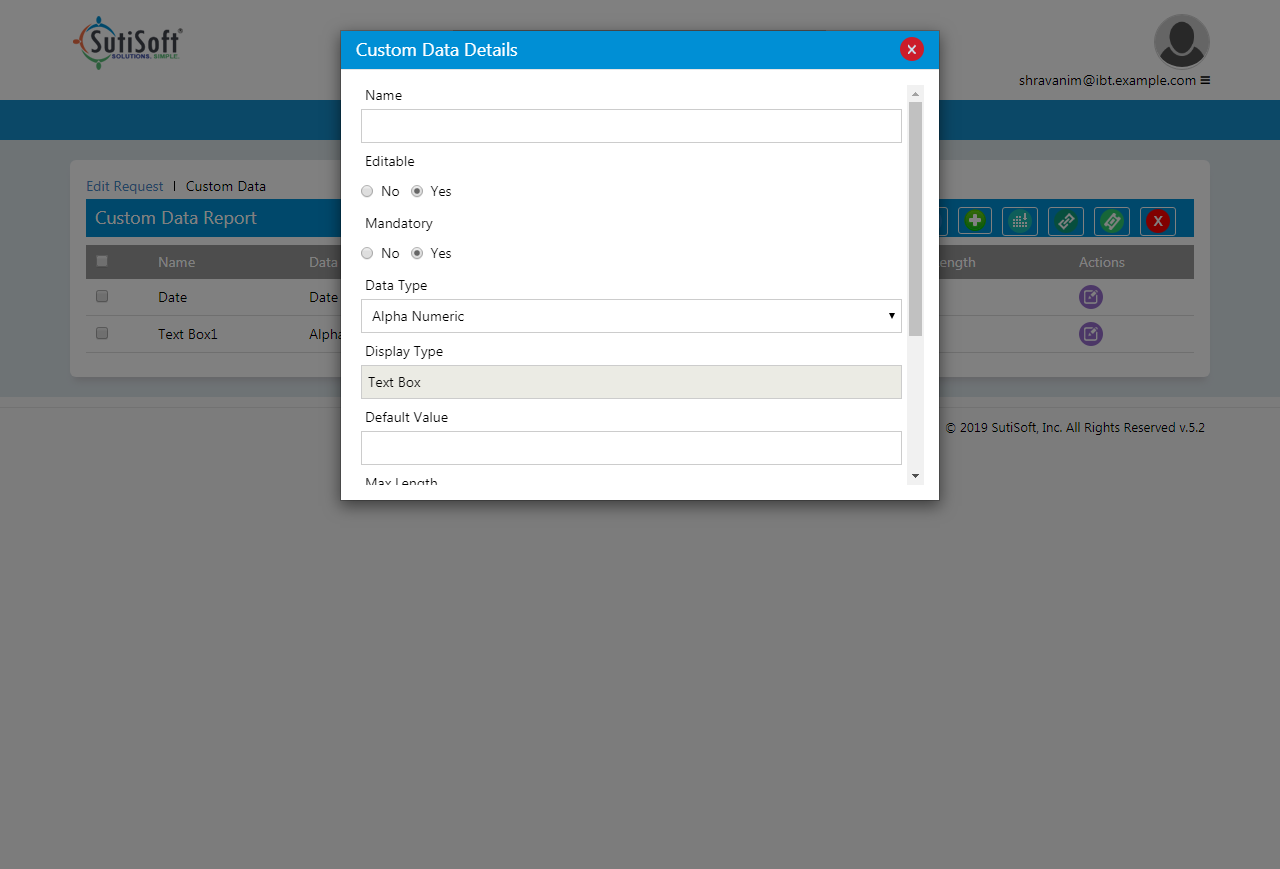 SutiSoft
SOLUTIONS. SIMPLE.
shravanim@ibt.example.com
Custom Data Details
X
Name
Editable
No Yes
Mandatory
No Yes
Data Type
Alpha Numeric
Display Type
Text Box
Default Value
Max Length
Edit Request | Custom Data
Custom Data Report
X
Name Data ength Actions
Date Date
Text Box1 Alpha
© 2019 SutiSoft, Inc. All Rights Reserved v.5.2